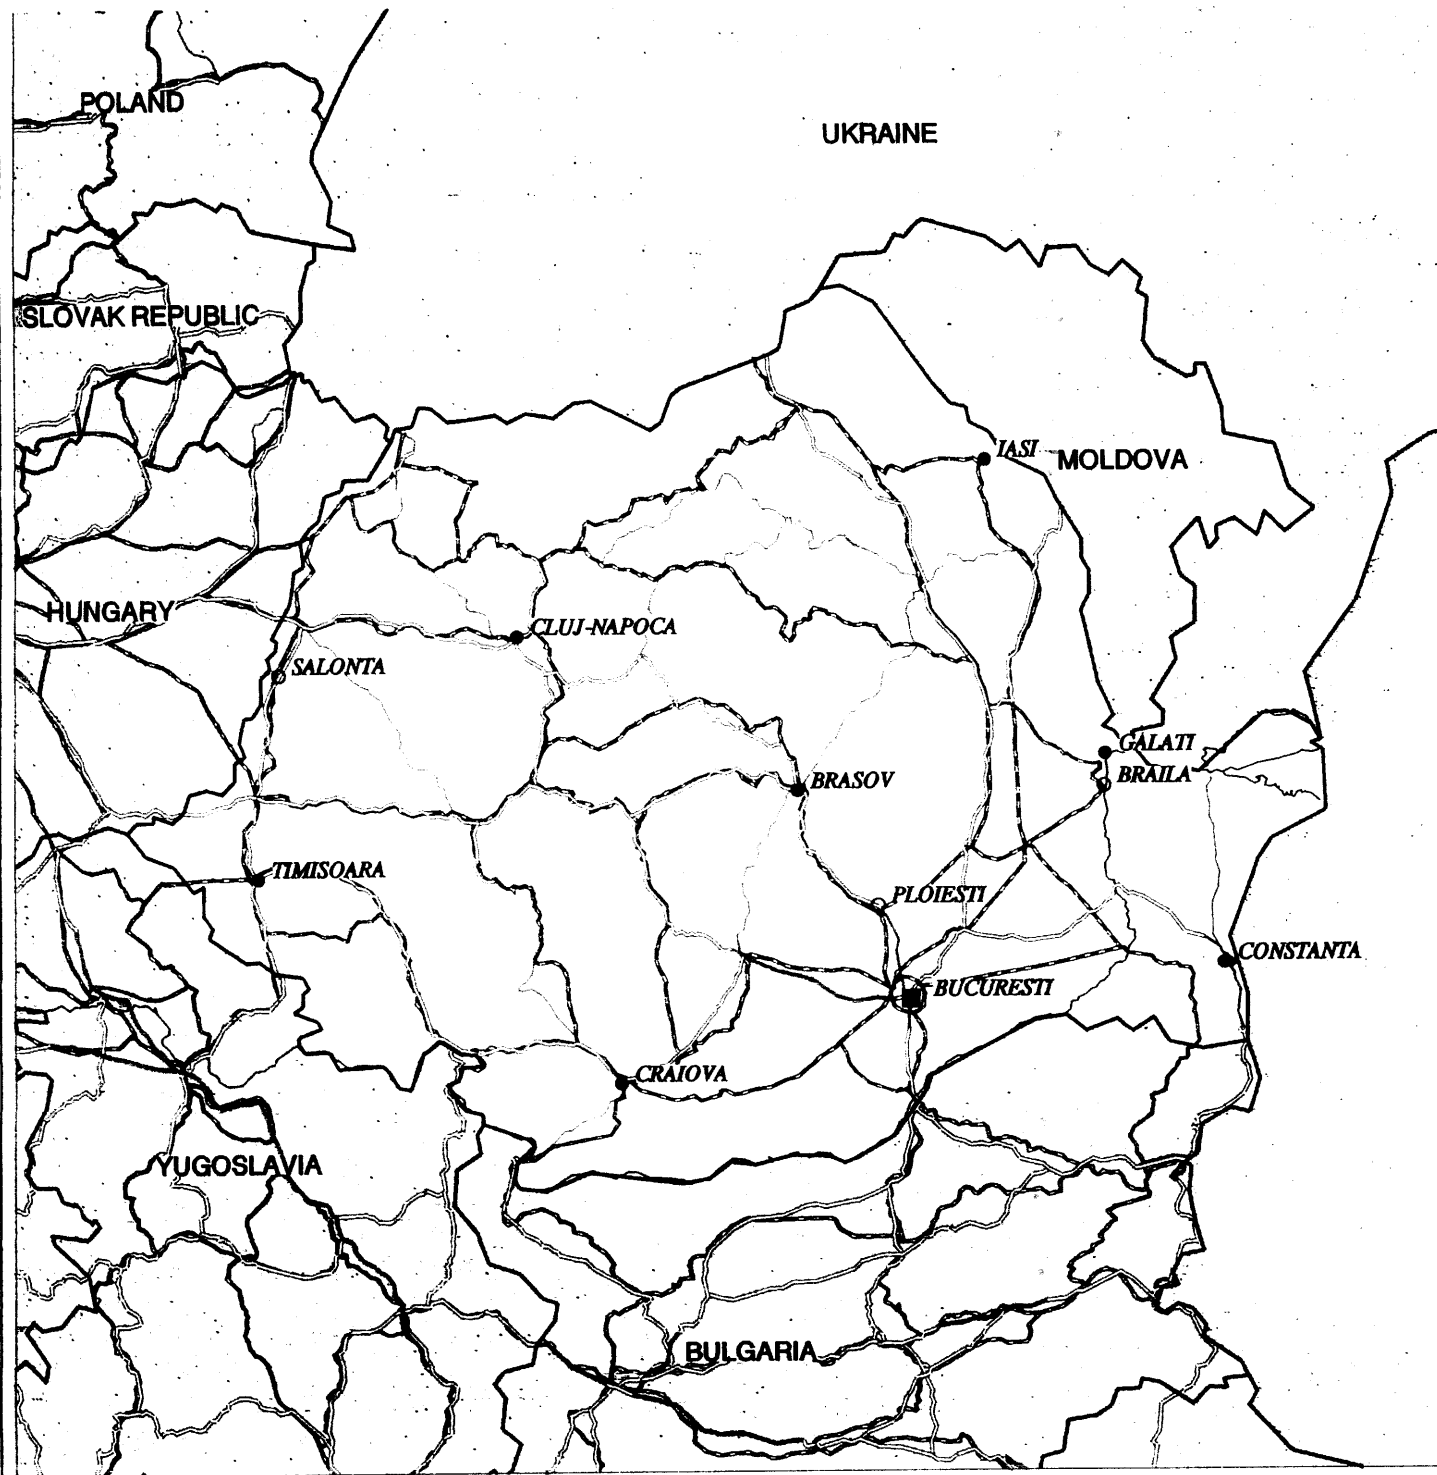 POLAND
UKRAINE
SLOVAK REPUBLIC
IASI
MOLDOVA
HUNGARY
CLUJ-NAPOCA
SALONTA
GALATI
BRAILA
BRASOV
TIMISOARA
PLOIESTI
CONSTANTA
BUCURESTI
CRAIOVA
YUGOSLAVIA
BULGARIA